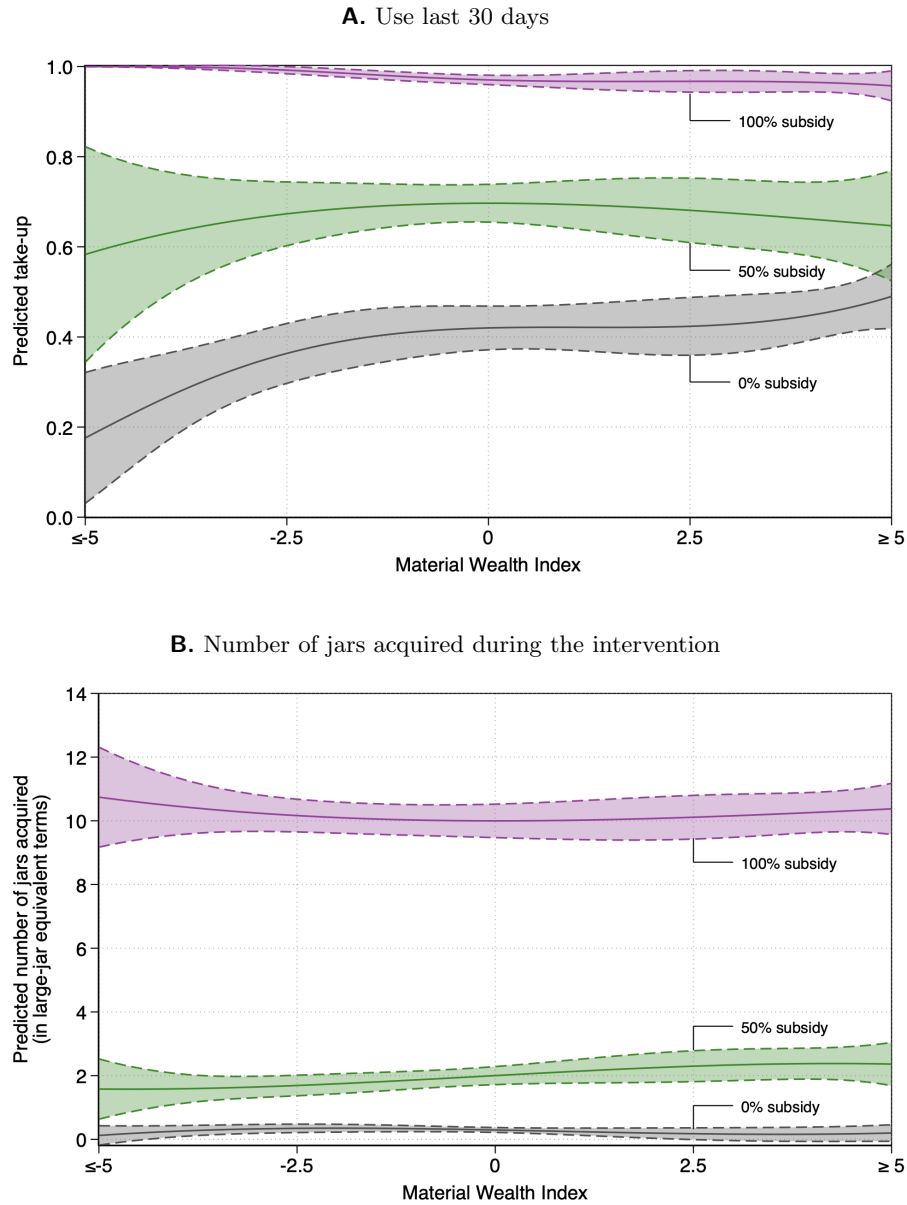 A. Use last 30 days
1.0
0.8
0.6
0.4
0.2
0.0
Predicted take-up
100% subsidy
50% subsidy
0% subsidy
≤-5
-2.5
0
2.5
≥ 5
Material Wealth Index
B. Number of jars acquired during the intervention
14
12
10
8
6
4
2
0
Predicted number of jars acquired
(in large-jar equivalent terms)
100% subsidy
50% subsidy
0% subsidy
≤-5
-2.5
0
2.5
≥ 5
Material Wealth Index